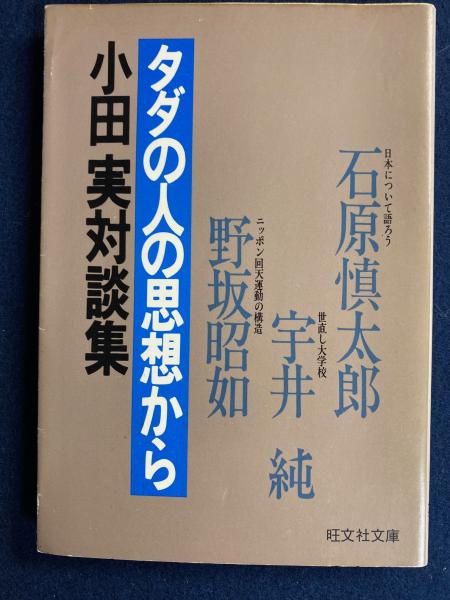 日本について語ろう
石原慎太郎
世直し大学校
宇井 純
ニッポン回天運動の構造
野坂昭如
タダの人の思想から
小田 実対談集
旺文社文庫